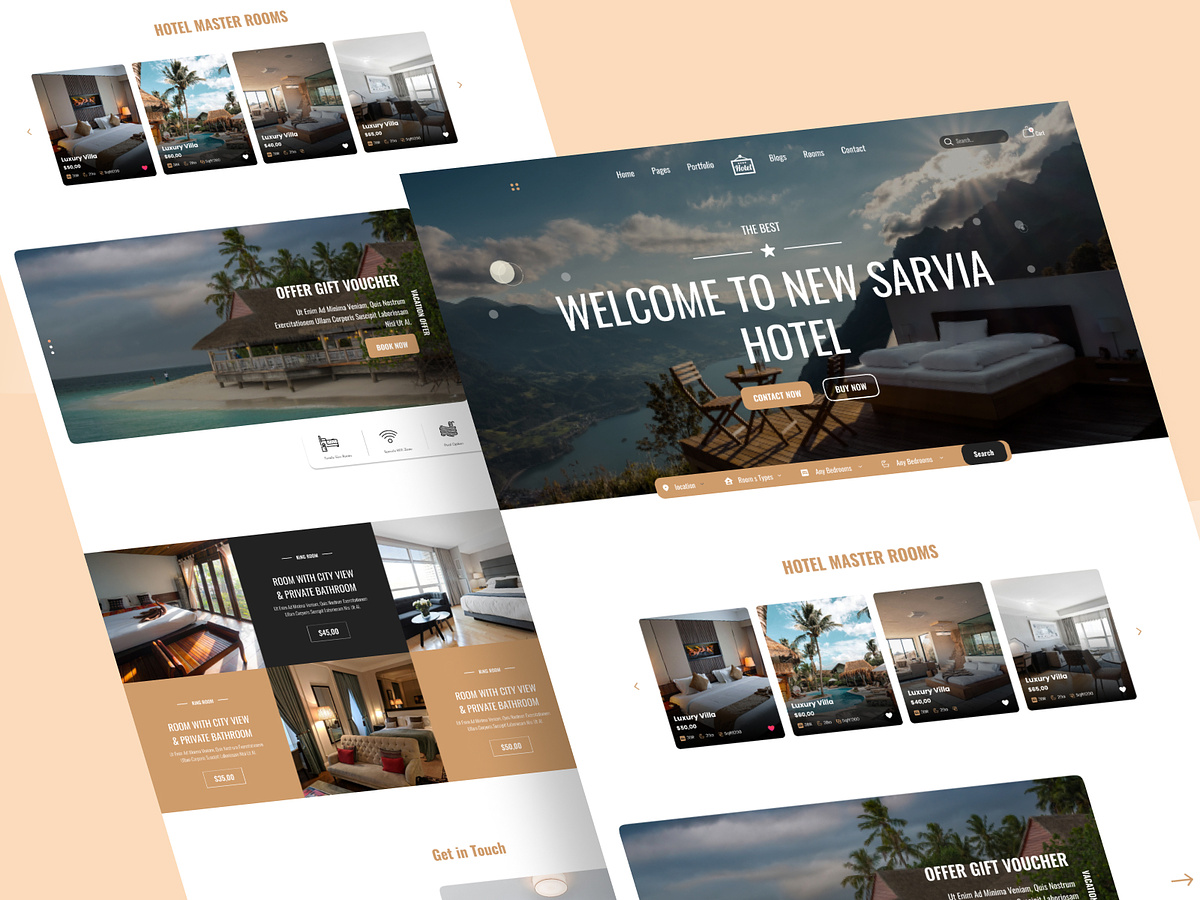 HOTEL MASTER ROOMS
Luxury Villa
$50,00
Luxury Villa
$60,00
Luxury Villa
$40,00
Luxury Villa
$65,00
OFFER GIFT VOUCHER
Ut Enim Ad Minima Veniam, Quis Nostrum
Exercitationem Ullam Corporis Suscipit Laboriosam
Nisi Ut Al.
BOOK NOW
VACATION OFFER
KING ROOM
ROOM WITH CITY VIEW
& PRIVATE BATHROOM
$45,00
KING ROOM
ROOM WITH CITY VIEW
& PRIVATE BATHROOM
$35,00
KING ROOM
ROOM WITH CITY VIEW
& PRIVATE BATHROOM
$50,00
Get in Touch
Home
Pages
Portfolio
Hotel
Blogs
Rooms
Contact
Search...
Cart
THE BEST
WELCOME TO NEW SARVIA
HOTEL
CONTACT NOW
BUY NOW
location
Room s Types
Any Bedrooms
Any Bedrooms
Search
HOTEL MASTER ROOMS
Luxury Villa
$50,00
Luxury Villa
$60,00
Luxury Villa
$40,00
Luxury Villa
$65,00
OFFER GIFT VOUCHER
Ut Enim Ad Minima Veniam, Quis Nostrum
VACATION